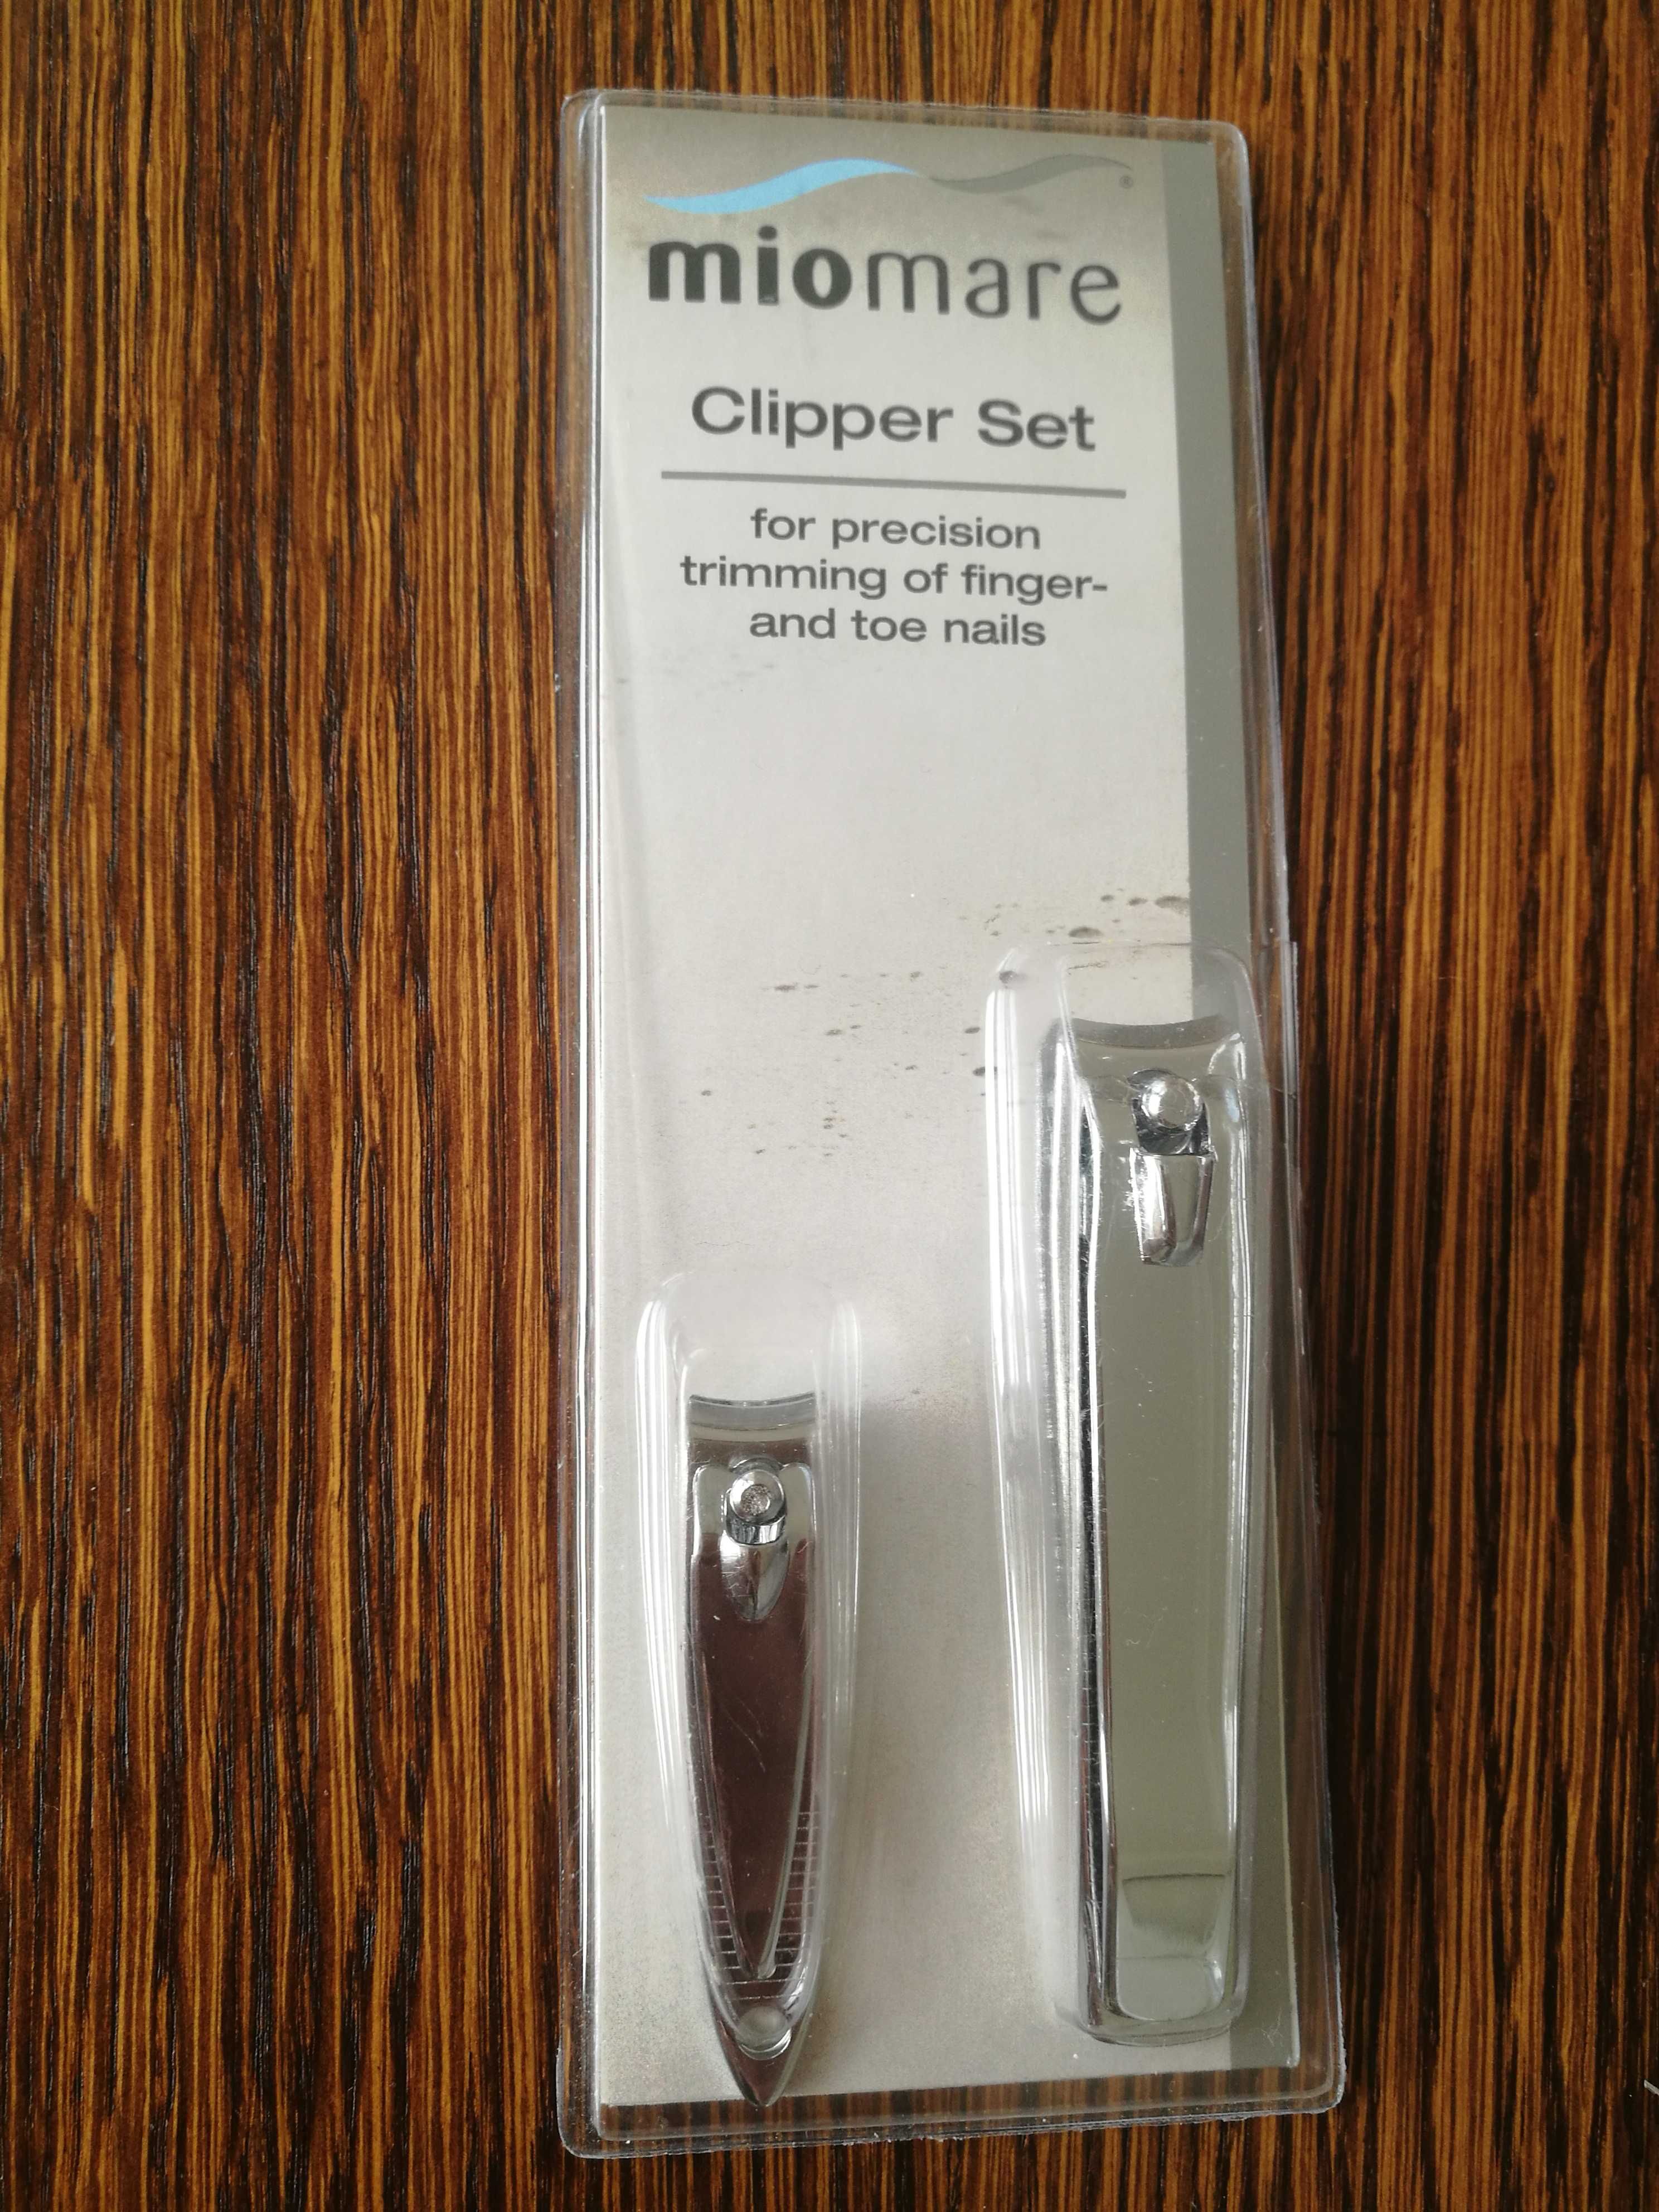 ®
miomare
Clipper Set
for precision
trimming of finger-
and toe nails